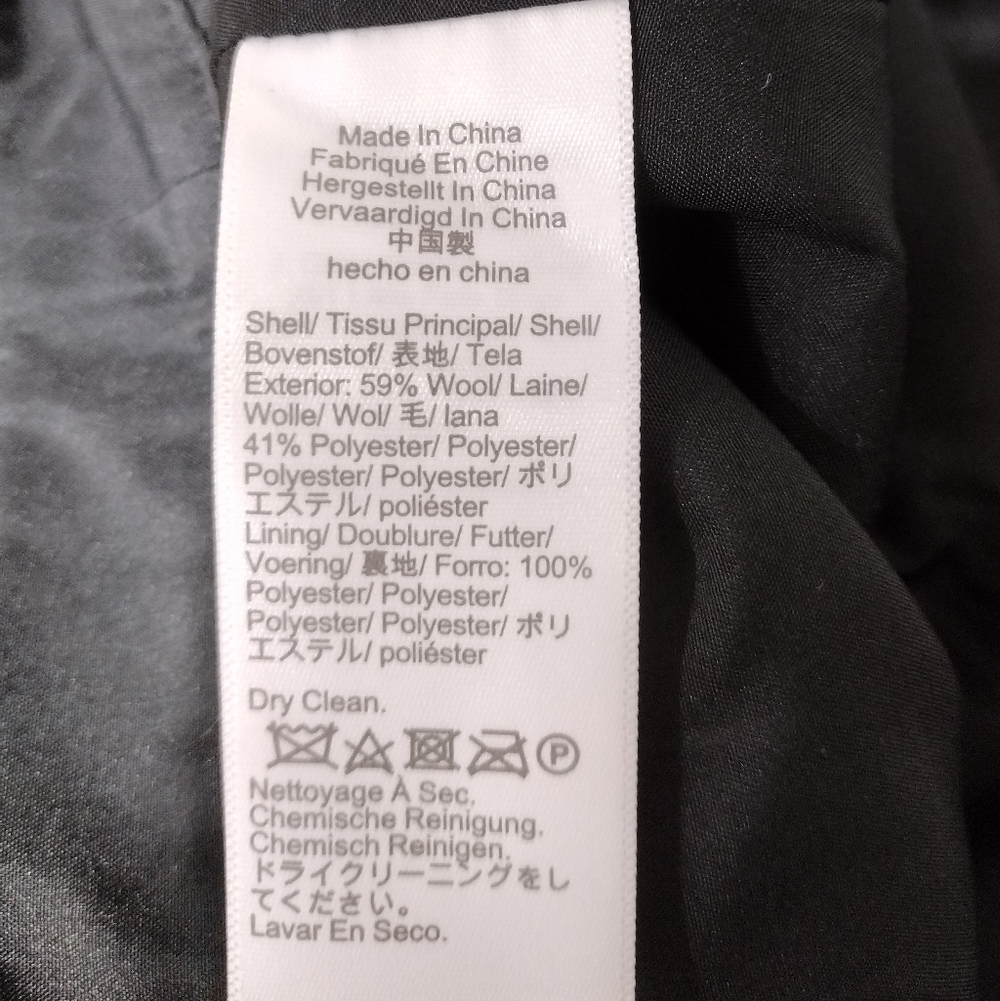 Made In China
Fabriqué En Chine
Hergestellt In China
Vervaardigd In China
中国製
hecho en china
Shell/ Tissu Principal/ Shell/
Bovenstof/ 表地/ Tela
Exterior: 59% Wool/ Laine/
Wolle/ Wol/ 毛/ lana
41% Polyester/ Polyester/
Polyester/ Polyester/ ポリ
エステル/ poliéster
Lining/ Doublure/ Futter/
Voering/ 裏地/ Forro: 100%
Polyester/ Polyester/
Polyester/ Polyester/ ポリ
エステル/ poliéster
Dry Clean.
P
Nettoyage À Sec.
Chemische Reinigung.
Chemisch Reinigen.
ドライクリーニングをし
てください。
Lavar En Seco.